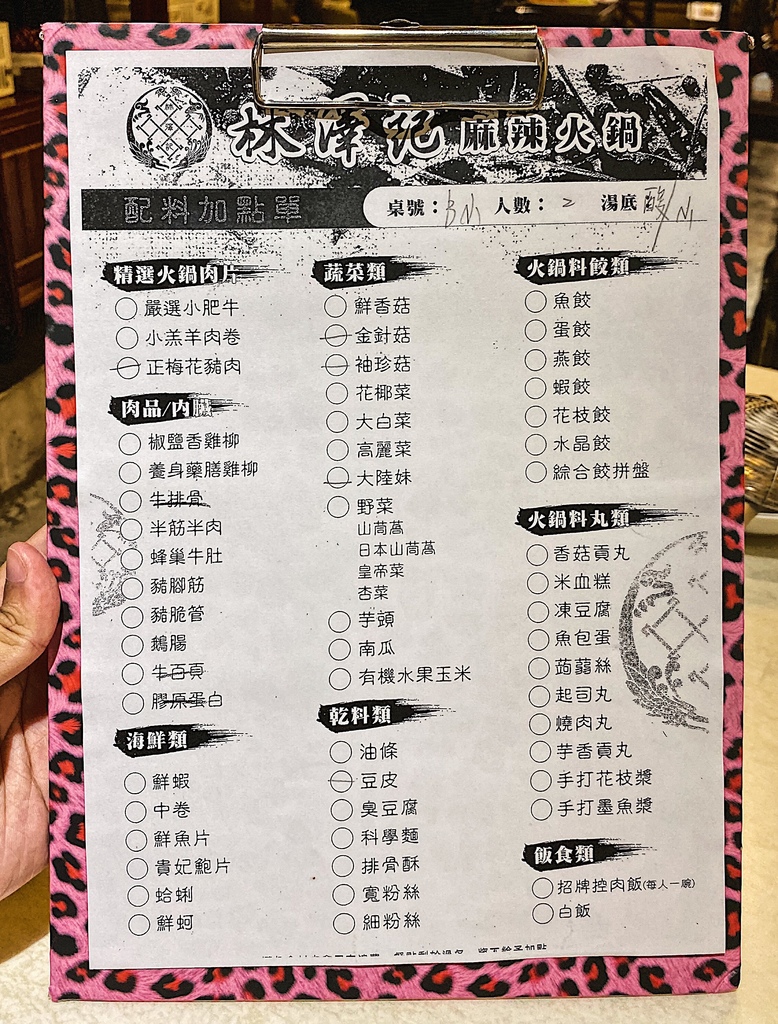 林澤記 麻辣火鍋
配料加點單
桌號：
人數：2
湯底 酸
精選火鍋肉片
嚴選小肥牛
小羔羊肉卷
正梅花豬肉
肉品/內臟
椒鹽香雞柳
養身藥膳雞柳
牛排骨
半筋半肉
蜂巢牛肚
豬腳筋
豬脆管
鵝腸
牛百頁
膠原蛋白
海鮮類
鮮蝦
中卷
鮮魚片
貴妃鮑片
蛤蜊
鮮蚵
蔬菜類
鮮香菇
金針菇
袖珍菇
花椰菜
大白菜
高麗菜
大陸妹
野菜
山茼蒿
日本山茼蒿
皇帝菜
杏菜
芋頭
南瓜
有機水果玉米
乾料類
油條
豆皮
臭豆腐
科學麵
排骨酥
寬粉絲
細粉絲
火鍋料餃類
魚餃
蛋餃
燕餃
蝦餃
花枝餃
水晶餃
綜合餃拼盤
火鍋料丸類
香菇貢丸
米血糕
凍豆腐
魚包蛋
蒟蒻絲
起司丸
燒肉丸
芋香貢丸
手打花枝漿
手打墨魚漿
飯食類
招牌控肉飯(每人一碗)
白飯